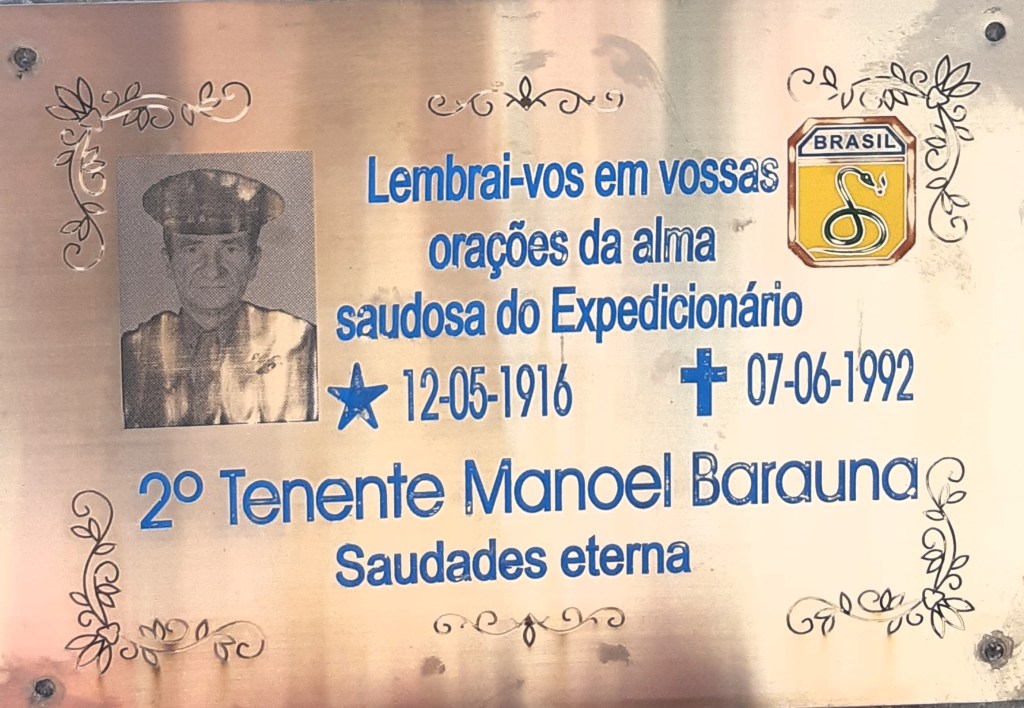 BRASIL
Lembrai-vos em vossas
orações da alma
saudosa do Expedicionário
12-05-1916 07-06-1992
2º Tenente Manoel Barauna
Saudades eterna